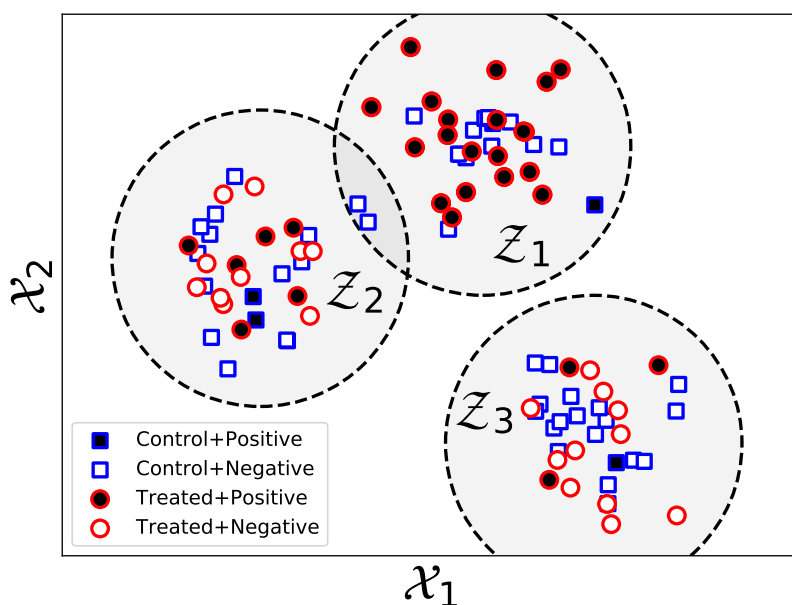 𝒵₁
𝒵₂
𝒵₃
𝒳₂
Control+Positive
Control+Negative
Treated+Positive
Treated+Negative
𝒳₁